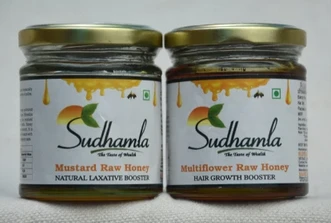 Sudhamla
The Taste of Wealth
Mustard Raw Honey
NATURAL LAXATIVE BOOSTER
Sudhamla
The Taste of Wealth
Multiflower Raw Honey
HAIR GROWTH BOOSTER